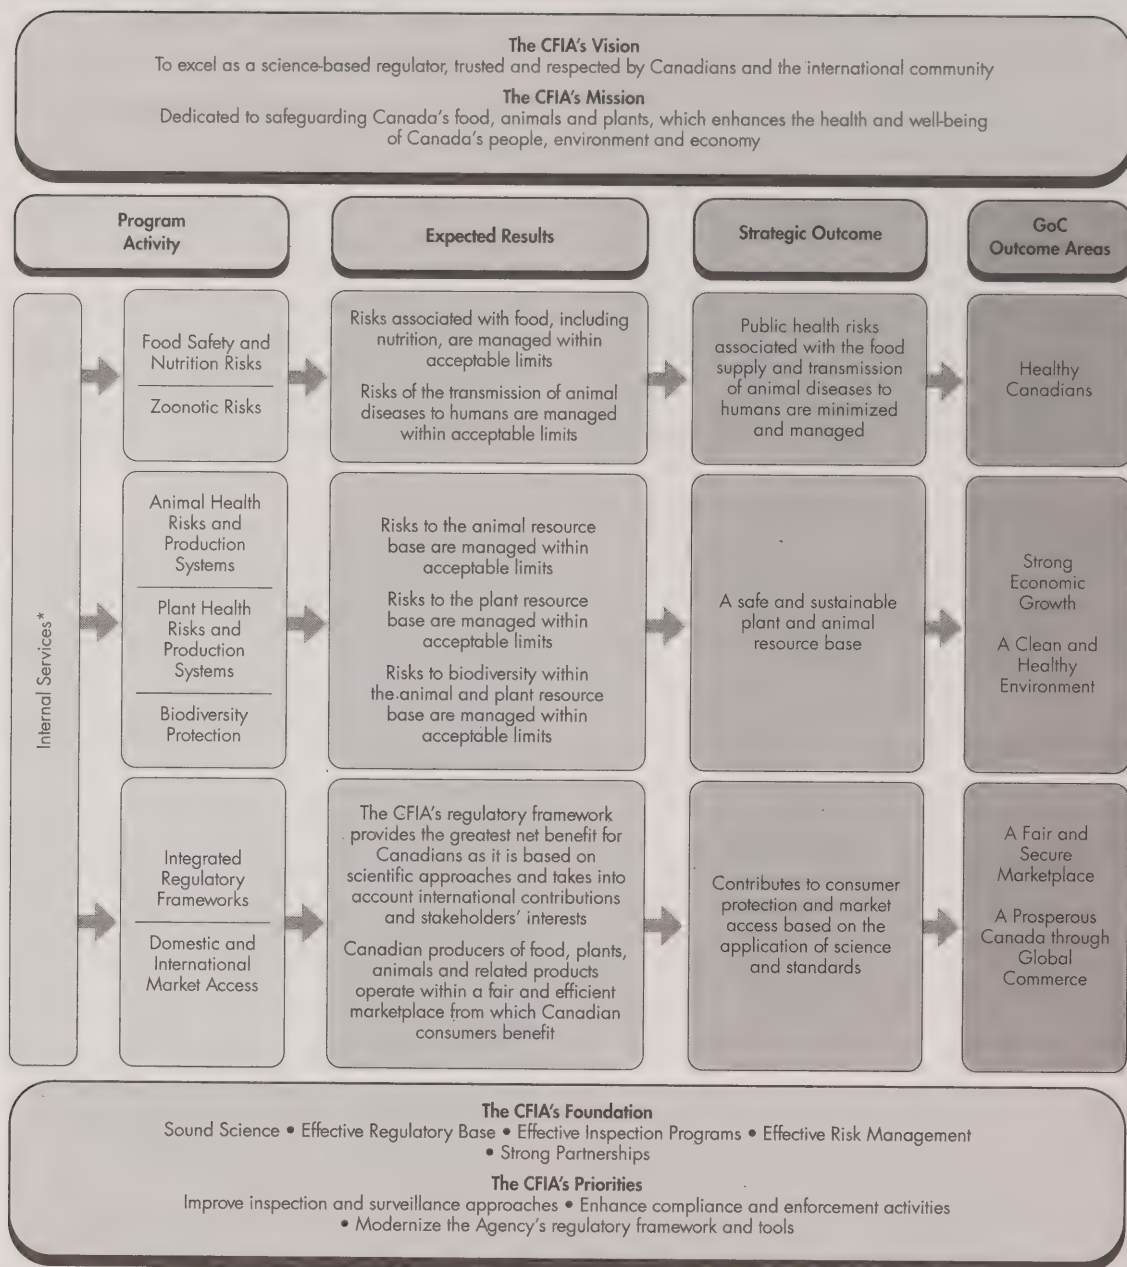 The CFIA's Vision
To excel as a science-based regulator, trusted and respected by Canadians and the international community
The CFIA's Mission
Dedicated to safeguarding Canada's food, animals and plants, which enhances the health and well-being
of Canada's people, environment and economy
Program
Activity
Expected Results
Strategic Outcome
GoC
Outcome Areas
Internal Services*
Food Safety and
Nutrition Risks
Zoonotic Risks
Risks associated with food, including
nutrition, are managed within
acceptable limits
Risks of the transmission of animal
diseases to humans are managed
within acceptable limits
Public health risks
associated with the food
supply and transmission
of animal diseases to
humans are minimized
and managed
Healthy
Canadians
Animal Health
Risks and
Production
Systems
Plant Health
Risks and
Production
Systems
Biodiversity
Protection
Risks to the animal resource
base are managed within
acceptable limits
Risks to the plant resource
base are managed within
acceptable limits
Risks to biodiversity within
the animal and plant resource
base are managed within
acceptable limits
A safe and sustainable
plant and animal
resource base
Strong
Economic
Growth
A Clean and
Healthy
Environment
Integrated
Regulatory
Frameworks
Domestic and
International
Market Access
The CFIA's regulatory framework
provides the greatest net benefit for
Canadians as it is based on
scientific approaches and takes into
account international contributions
and stakeholders' interests
Canadian producers of food, plants,
animals and related products
operate within a fair and efficient
marketplace from which Canadian
consumers benefit
Contributes to consumer
protection and market
access based on the
application of science
and standards
A Fair and
Secure
Marketplace
A Prosperous
Canada through
Global
Commerce
The CFIA's Foundation
Sound Science • Effective Regulatory Base • Effective Inspection Programs • Effective Risk Management
• Strong Partnerships
The CFIA's Priorities
Improve inspection and surveillance approaches • Enhance compliance and enforcement activities
• Modernize the Agency's regulatory framework and tools